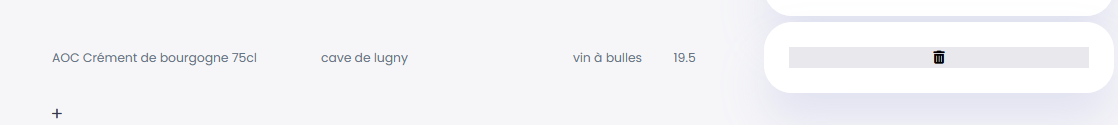 AOC Crément de bourgogne 75cl cave de lugny vin à bulles 19.5
+